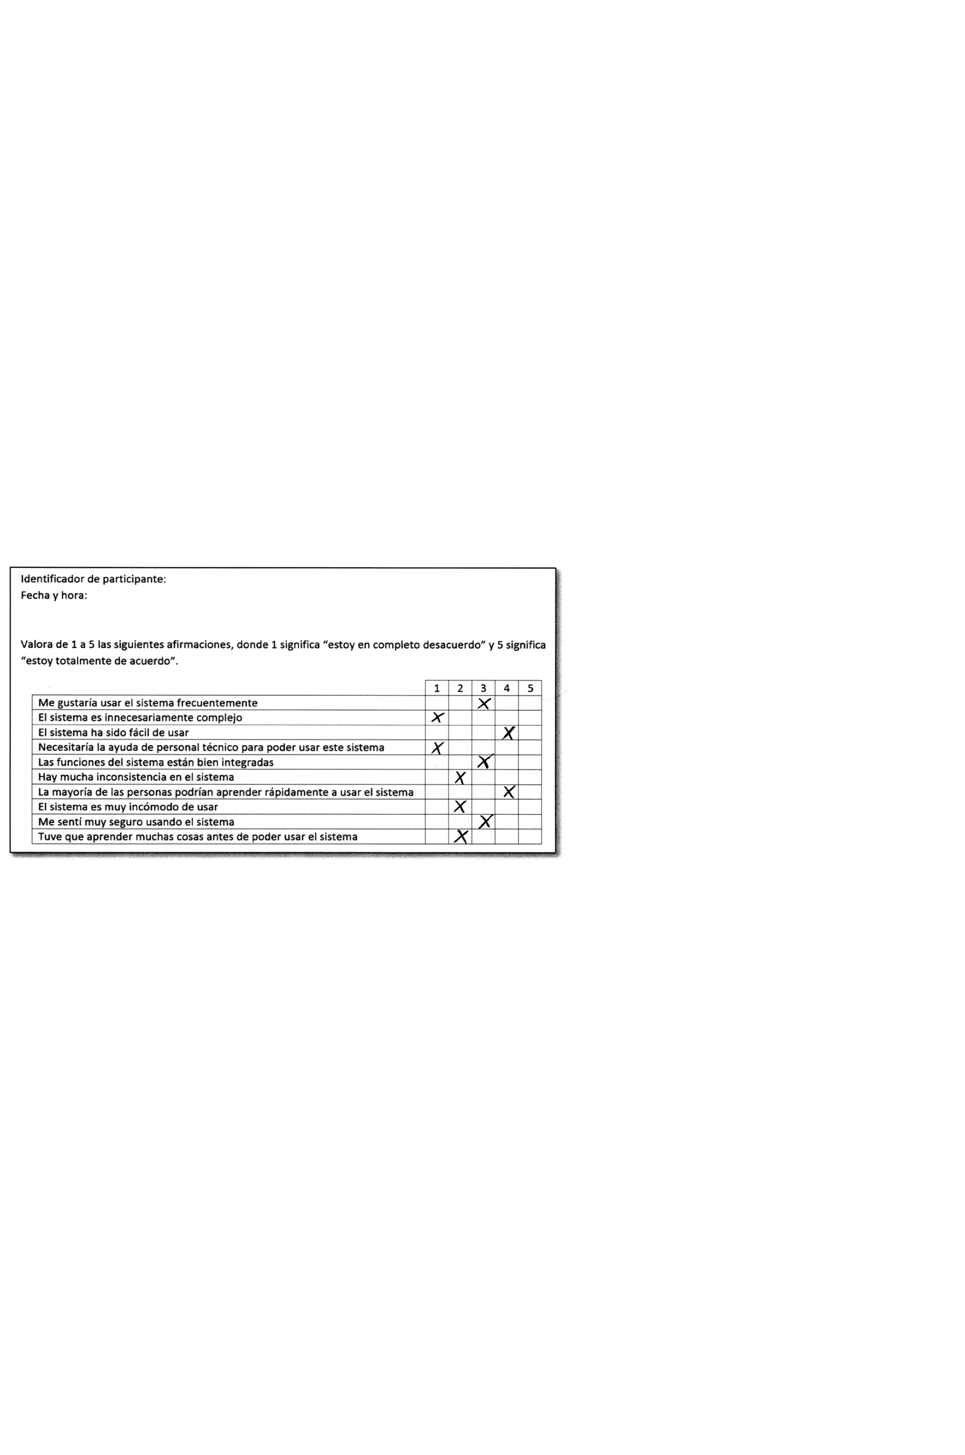 Identificador de participante:
Fecha y hora:
Valora de 1 a 5 las siguientes afirmaciones, donde 1 significa “estoy en completo desacuerdo” y 5 significa
“estoy totalmente de acuerdo”.
1 2 3 4 5
Me gustaría usar el sistema frecuentemente X
El sistema es innecesariamente complejo X
El sistema ha sido fácil de usar X
Necesitaría la ayuda de personal técnico para poder usar este sistema X
Las funciones del sistema están bien integradas X
Hay mucha inconsistencia en el sistema X
La mayoría de las personas podrían aprender rápidamente a usar el sistema X
El sistema es muy incómodo de usar X
Me sentí muy seguro usando el sistema X
Tuve que aprender muchas cosas antes de poder usar el sistema X